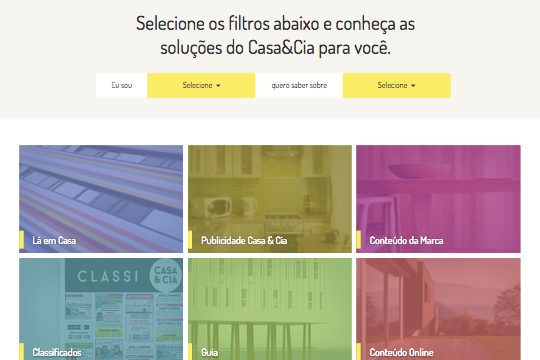 Selecione os filtros abaixo e conheça as
soluções do Casa&Cia para você.
Eu sou
Selecione
quero saber sobre
Selecione
Lá em Casa
Publicidade Casa & Cia
Conteúdo da Marca
CLASSI
CASA
& CIA
Classificados
Guia
Conteúdo Online